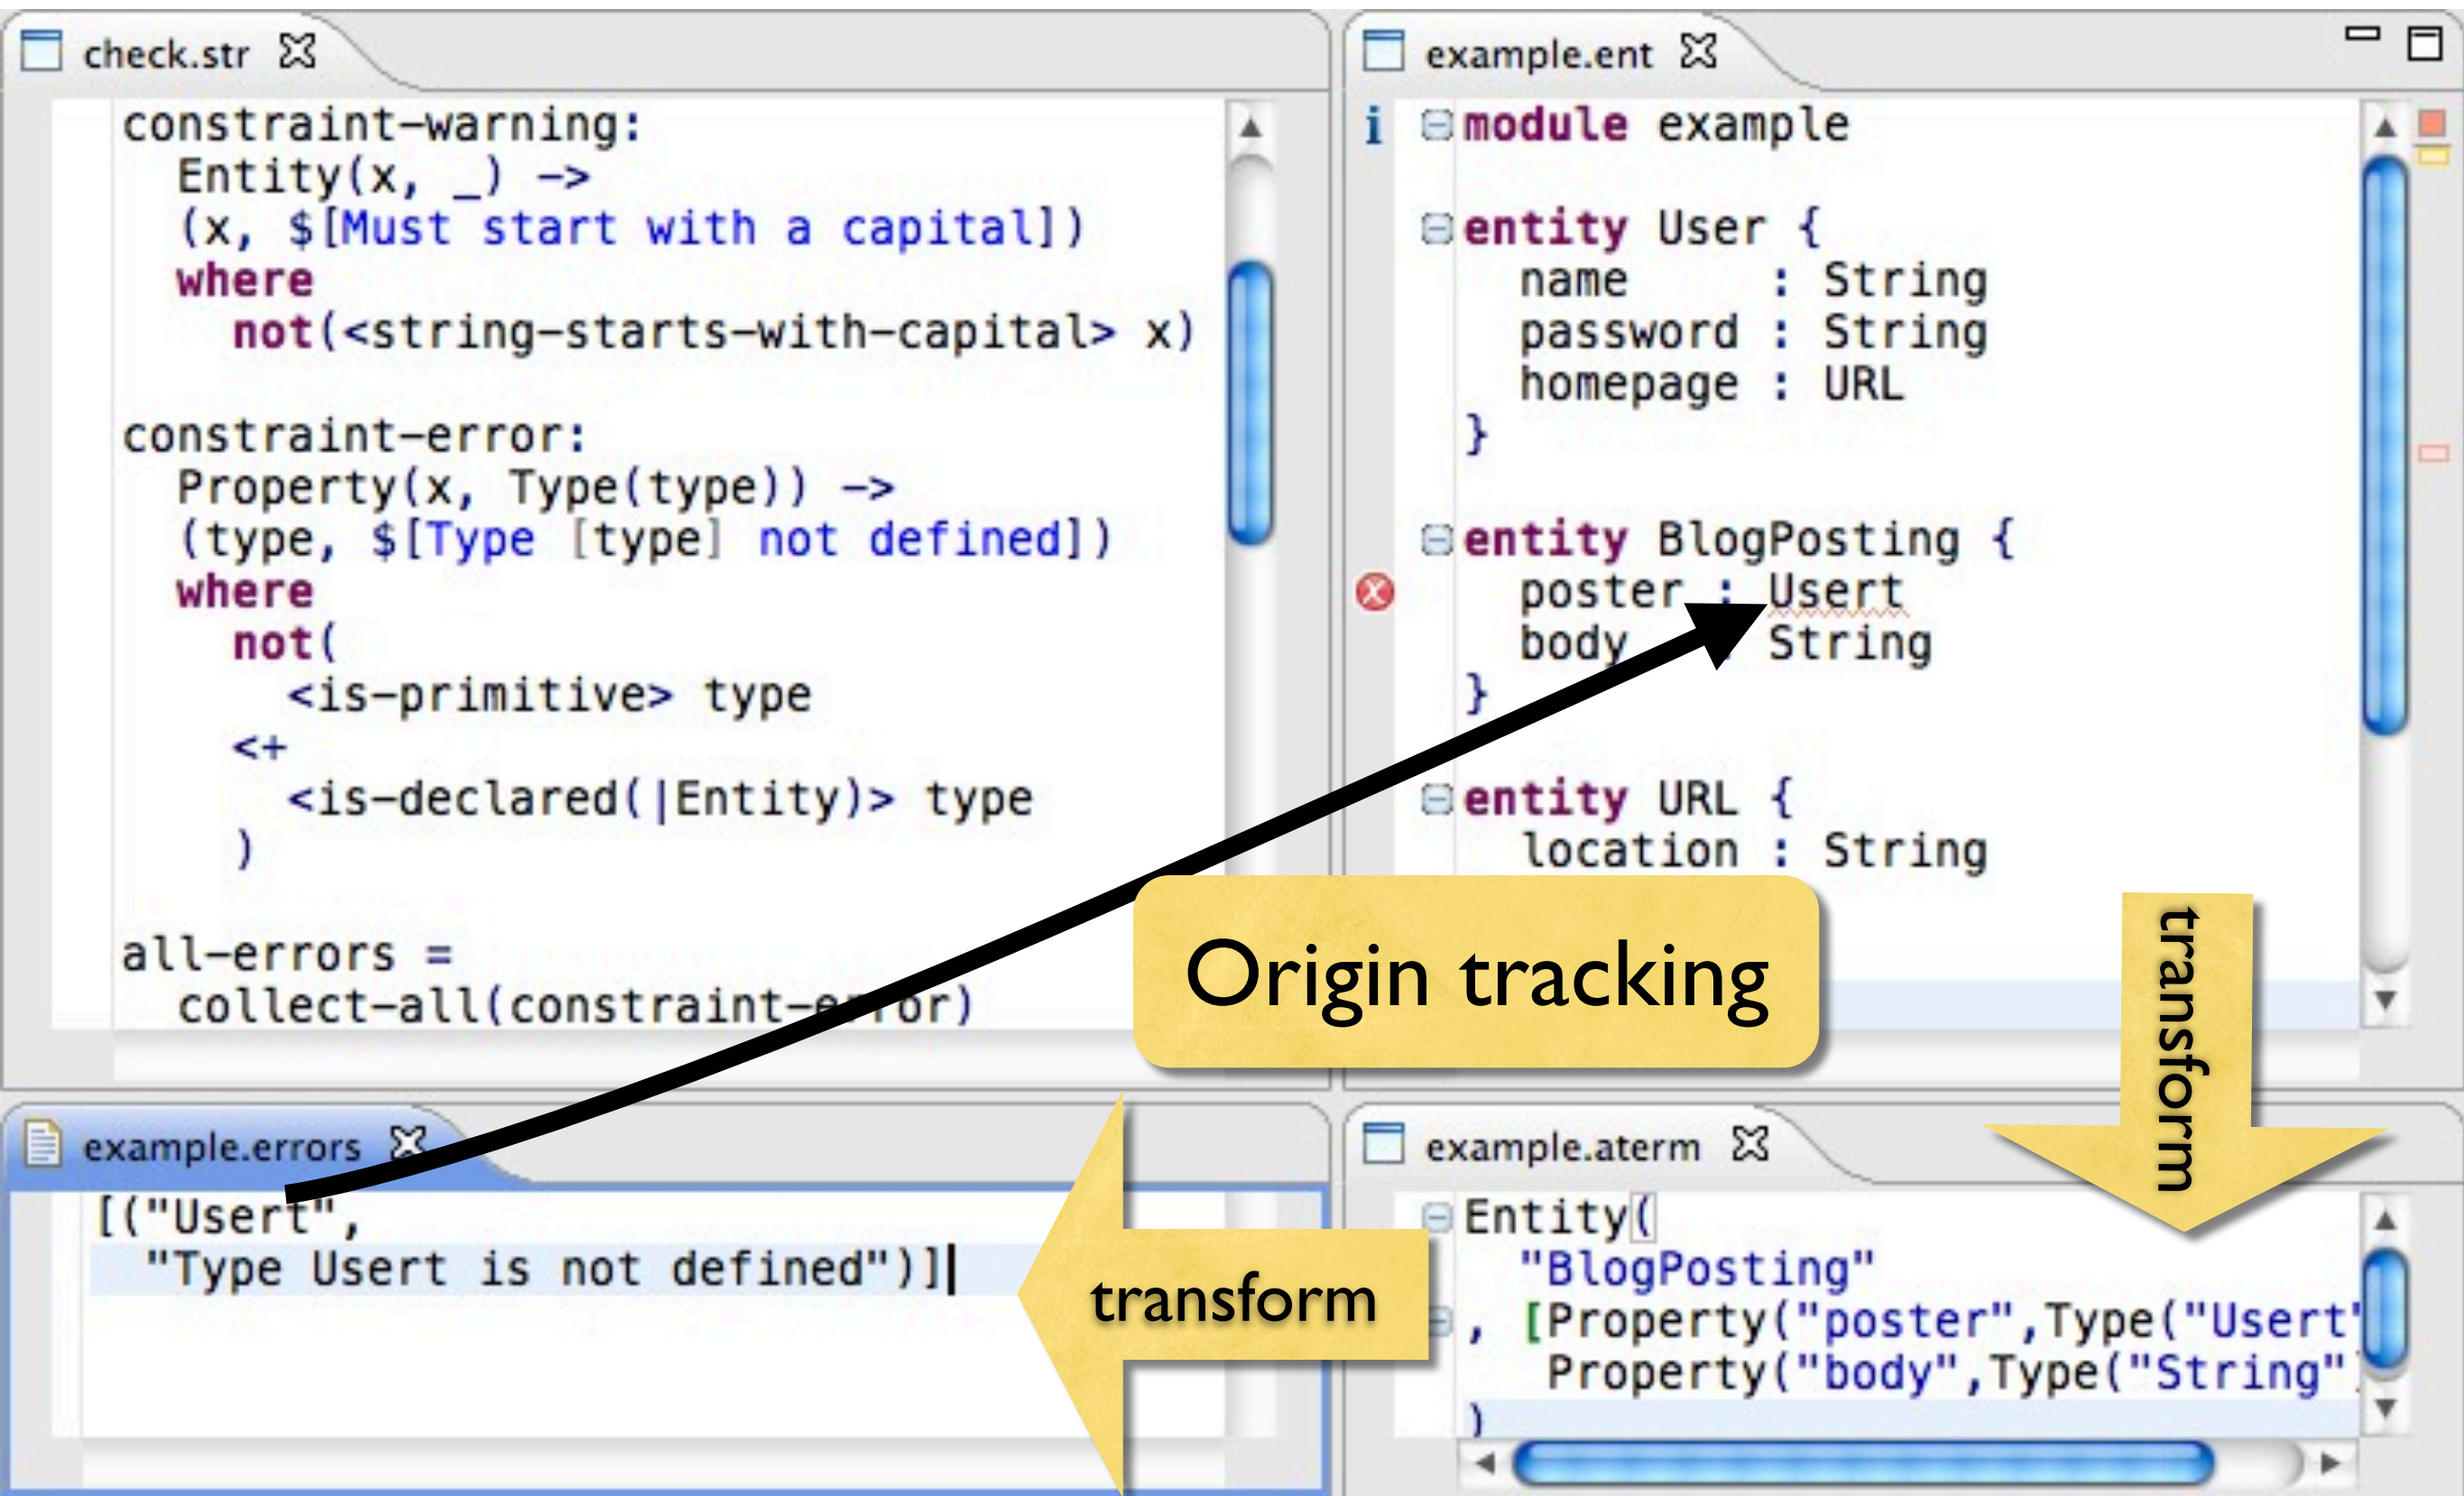 check.str
constraint-warning:
Entity(x, _) ->
(x, $[Must start with a capital])
where
not(<string-starts-with-capital> x)
constraint-error:
Property(x, Type(type)) ->
(type, $[Type [type] not defined])
where
not(
<is-primitive> type
<+
<is-declared(|Entity)> type
)
all-errors =
collect-all(constraint-error)
example.ent
module example
entity User {
name : String
password : String
homepage : URL
}
entity BlogPosting {
poster : Usert
body : String
}
entity URL {
location : String
Origin tracking
transform
example.errors
[("Usert",
"Type Usert is not defined")]
transform
example.aterm
Entity(
"BlogPosting"
, [Property("poster",Type("Usert"
Property("body",Type("String"
)